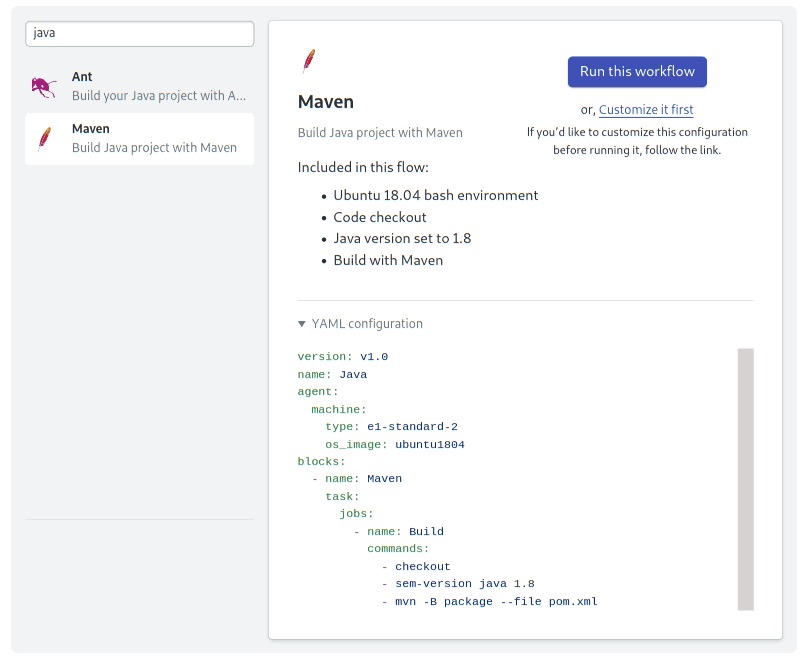 java
Ant
Build your Java project with A...
Maven
Build Java project with Maven
Maven
Build Java project with Maven
Run this workflow
or, Customize it first
If you'd like to customize this configuration
before running it, follow the link.
Included in this flow:
• Ubuntu 18.04 bash environment
• Code checkout
• Java version set to 1.8
• Build with Maven
▼ YAML configuration
version: v1.0
name: Java
agent:
  machine:
    type: e1-standard-2
    os_image: ubuntu1804
blocks:
  - name: Maven
    task:
      jobs:
        - name: Build
          commands:
            - checkout
            - sem-version java 1.8
            - mvn -B package --file pom.xml